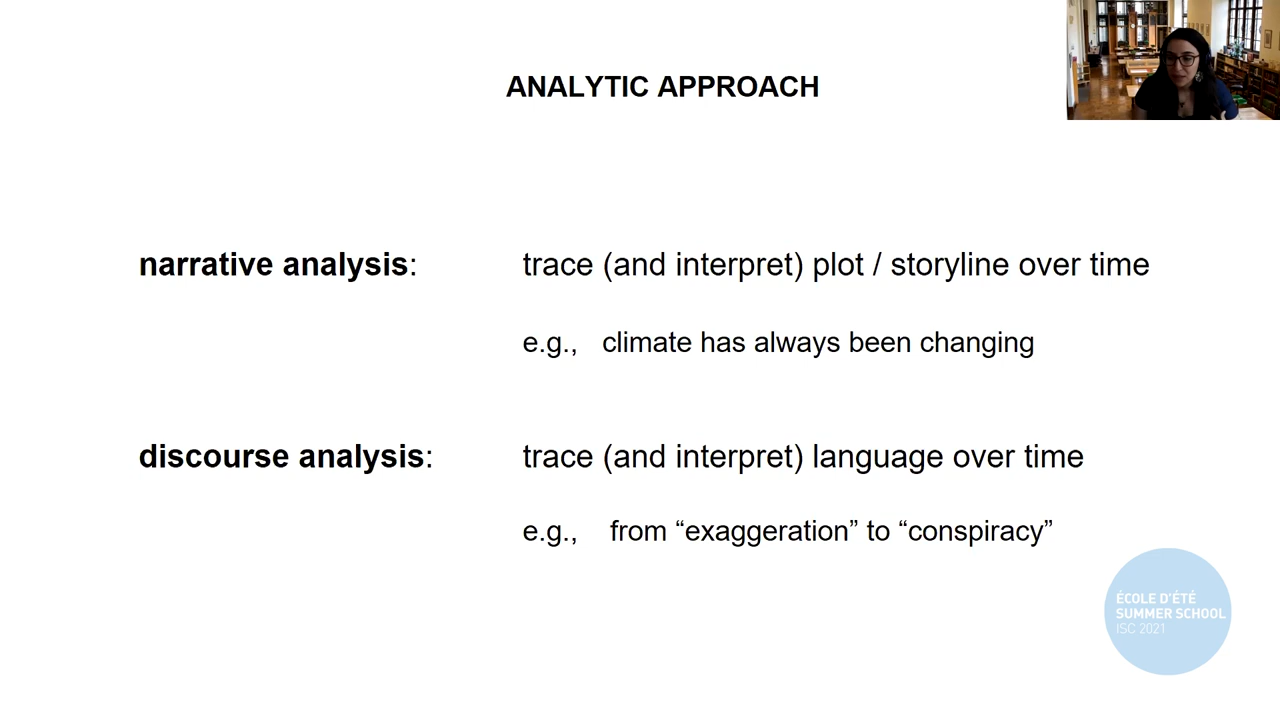 ANALYTIC APPROACH
narrative analysis: trace (and interpret) plot / storyline over time
e.g., climate has always been changing
discourse analysis: trace (and interpret) language over time
e.g., from “exaggeration” to “conspiracy”
ÉCOLE D'ÉTÉ
SUMMER SCHOOL
ISC 2021